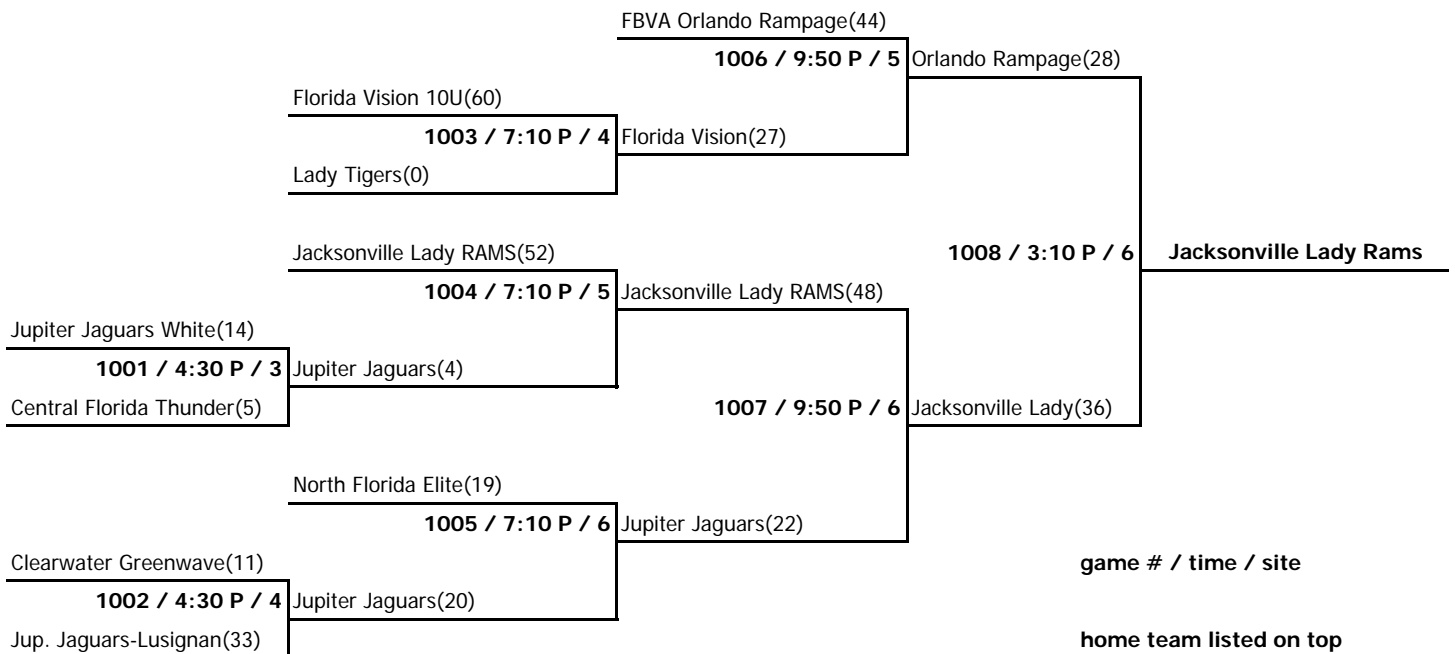 FBVA Orlando Rampage(44)
1006 / 9:50 P / 5
Orlando Rampage(28)
Florida Vision 10U(60)
1003 / 7:10 P / 4
Florida Vision(27)
Lady Tigers(0)
Jacksonville Lady RAMS(52)
1008 / 3:10 P / 6
Jacksonville Lady Rams
1004 / 7:10 P / 5
Jacksonville Lady RAMS(48)
Jupiter Jaguars White(14)
1001 / 4:30 P / 3
Jupiter Jaguars(4)
Central Florida Thunder(5)
1007 / 9:50 P / 6
Jacksonville Lady(36)
North Florida Elite(19)
1005 / 7:10 P / 6
Jupiter Jaguars(22)
Clearwater Greenwave(11)
game # / time / site
1002 / 4:30 P / 4
Jupiter Jaguars(20)
Jup. Jaguars-Lusignan(33)
home team listed on top